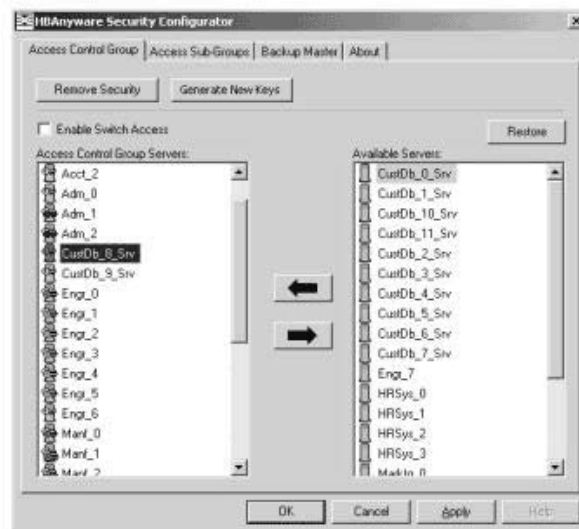 HBAnyware Security Configurator
Access Control Group
Access Sub-Groups
Backup Master
About
Remove Security
Generate New Keys
Enable Switch Access
Restore
Access Control Group Servers:
Acct_2
Adm_0
Adm_1
Adm_2
CustDb_8_Srv
CustDb_9_Srv
Engr_0
Engr_1
Engr_2
Engr_3
Engr_4
Engr_5
Engr_6
Manf_0
Manf_1
Manf_2
Available Servers:
CustDb_0_Srv
CustDb_1_Srv
CustDb_10_Srv
CustDb_11_Srv
CustDb_2_Srv
CustDb_3_Srv
CustDb_4_Srv
CustDb_5_Srv
CustDb_6_Srv
CustDb_7_Srv
Engr_7
HRSys_0
HRSys_1
HRSys_2
HRSys_3
Marktn_0
OK
Cancel
Apply
Help